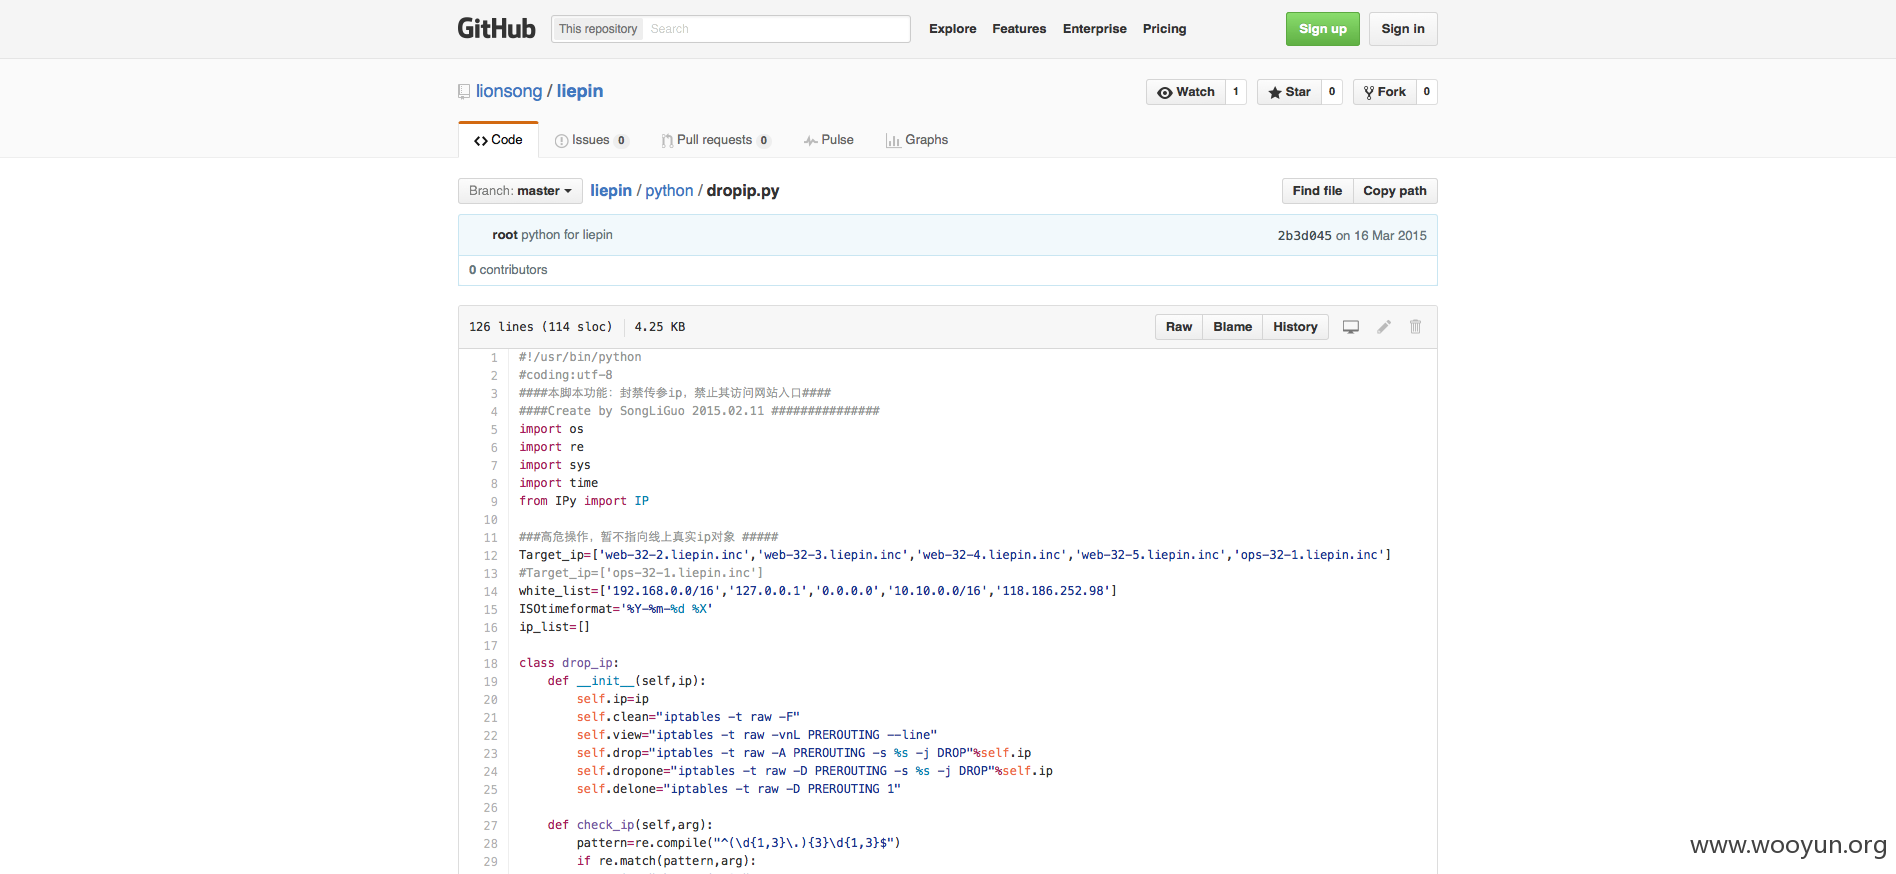 GitHub This repository Search Explore Features Enterprise Pricing Sign up Sign in
lionsong / liepin Watch 1 Star 0 Fork 0
Code Issues 0 Pull requests 0 Pulse Graphs
Branch: master liepin / python / dropip.py Find file Copy path
root python for liepin 2b3d045 on 16 Mar 2015
0 contributors
126 lines (114 sloc) 4.25 KB Raw Blame History
1 #!/usr/bin/python
2 #coding:utf-8
3 ####本脚本功能：封禁传参ip，禁止其访问网站入口####
4 ####Create by SongLiGuo 2015.02.11 ###############
5 import os
6 import re
7 import sys
8 import time
9 from IPy import IP
10
11 ###高危操作，暂不指向线上真实ip对象 #####
12 Target_ip=['web-32-2.liepin.inc','web-32-3.liepin.inc','web-32-4.liepin.inc','web-32-5.liepin.inc','ops-32-1.liepin.inc']
13 #Target_ip=['ops-32-1.liepin.inc']
14 white_list=['192.168.0.0/16','127.0.0.1','0.0.0.0','10.10.0.0/16','118.186.252.98']
15 ISOtimeformat='%Y-%m-%d %X'
16 ip_list=[]
17
18 class drop_ip:
19 def __init__(self,ip):
20 self.ip=ip
21 self.clean="iptables -t raw -F"
22 self.view="iptables -t raw -vnL PREROUTING --line"
23 self.drop="iptables -t raw -A PREROUTING -s %s -j DROP"%self.ip
24 self.dropone="iptables -t raw -D PREROUTING -s %s -j DROP"%self.ip
25 self.delone="iptables -t raw -D PREROUTING 1"
26
27 def check_ip(self,arg):
28 pattern=re.compile("^(\d{1,3}\.){3}\d{1,3}$")
29 if re.match(pattern,arg):
www.wooyun.org